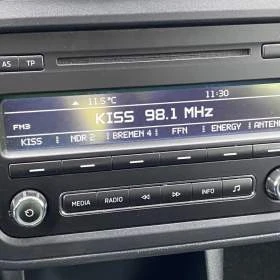 AS TP
11.5°C 11:30
KISS 98.1 MHz
FM3
KISS NDR 2 BREMEN 4 FFN ENERGY ANTEN
MEDIA RADIO INFO